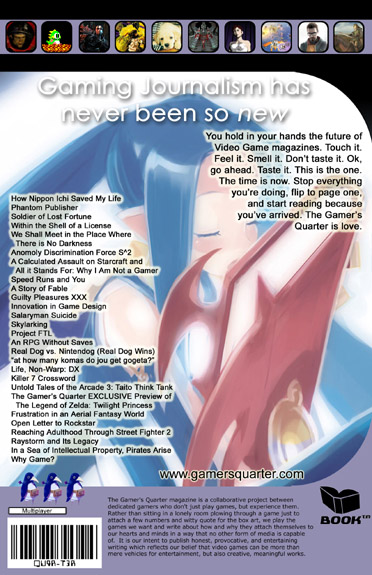 Gaming Journalism has
never been so new
You hold in your hands the future of
Video Game magazines. Touch it.
Feel it. Smell it. Don't taste it. Ok,
go ahead. Taste it. This is the one.
The time is now. Stop everything
you're doing, flip to page one,
and start reading because
you've arrived. The Gamer's
Quarter is love.
How Nippon Ichi Saved My Life
Phantom Publisher
Soldier of Lost Fortune
Within the Shell of a License
We Shall Meet in the Place Where
There is No Darkness
Anomoly Discrimination Force S^2
A Calculated Assault on Starcraft and
All it Stands For: Why I Am Not a Gamer
Speed Runs and You
A Story of Fable
Guilty Pleasures XXX
Innovation in Game Design
Salaryman Suicide
Skylarking
Project FTL
An RPG Without Saves
Real Dog vs. Nintendog (Real Dog Wins)
"at how many komas do jou get gogeta?"
Life, Non-Warp: DX
Killer 7 Crossword
Untold Tales of the Arcade 3: Taito Think Tank
The Gamer's Quarter EXCLUSIVE Preview of
The Legend of Zelda: Twilight Princess
Frustration in an Aerial Fantasy World
Open Letter to Rockstar
Reaching Adulthood Through Street Fighter 2
Raystorm and Its Legacy
In a Sea of Intellectual Property, Pirates Arise
Why Game?
www.gamersquarter.com
Multiplayer
The Gamer's Quarter magazine is a collaborative project between
dedicated gamers who don't just play games, but experience them.
Rather than sitting in a lonely room plowing through a game just to
attach a few numbers and witty quote for the box art, we play the
games we want and write about how and why they attach themselves to
our hearts and minds in a way that no other form of media is capable
of. It is our intent to publish honest, provocative, and entertaining
writing which reflects our belief that video games can be more than
mere vehicles for entertainment, but also creative, meaningful works.
BOOK™